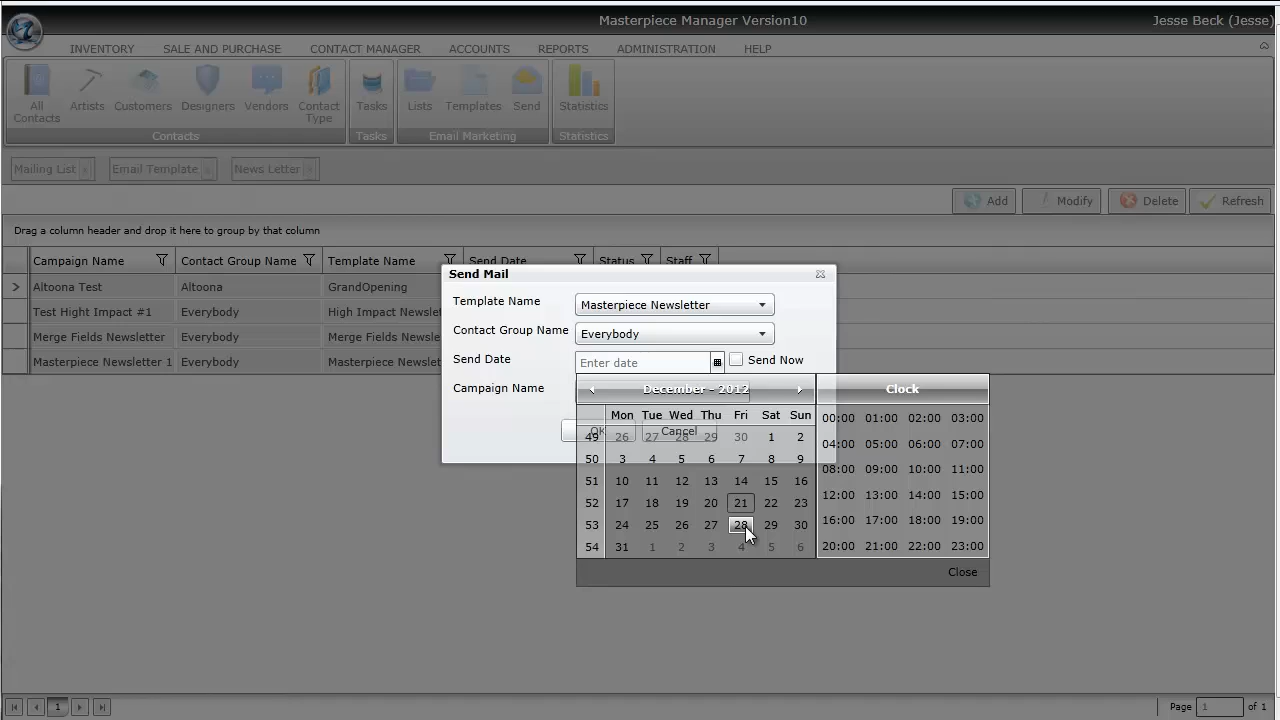 Masterpiece Manager Version10
Jesse Beck (Jesse)
INVENTORY SALE AND PURCHASE CONTACT MANAGER ACCOUNTS REPORTS ADMINISTRATION HELP
All Contacts Artists Customers Designers Vendors Contact Type Tasks Lists Templates Send Statistics
Contacts Tasks Email Marketing Statistics
Mailing List Email Template News Letter
Add Modify Delete Refresh
Drag a column header and drop it here to group by that column
Campaign Name Contact Group Name Template Name Send Date Status Staff
Altoona Test Altoona GrandOpening
Test Hight Impact #1 Everybody High Impact Newslet
Merge Fields Newsletter Everybody Merge Fields Newsle
Masterpiece Newsletter 1 Everybody Masterpiece Newslet
Send Mail
Template Name Masterpiece Newsletter
Contact Group Name Everybody
Send Date Enter date Send Now
Campaign Name
OK Cancel
December - 2012 Clock
Mon Tue Wed Thu Fri Sat Sun
49 26 27 28 29 30 1 2
50 3 4 5 6 7 8 9
51 10 11 12 13 14 15 16
52 17 18 19 20 21 22 23
53 24 25 26 27 28 29 30
54 31 1 2 3 4 5 6
00:00 01:00 02:00 03:00
04:00 05:00 06:00 07:00
08:00 09:00 10:00 11:00
12:00 13:00 14:00 15:00
16:00 17:00 18:00 19:00
20:00 21:00 22:00 23:00
Close
1
Page 1 of 1